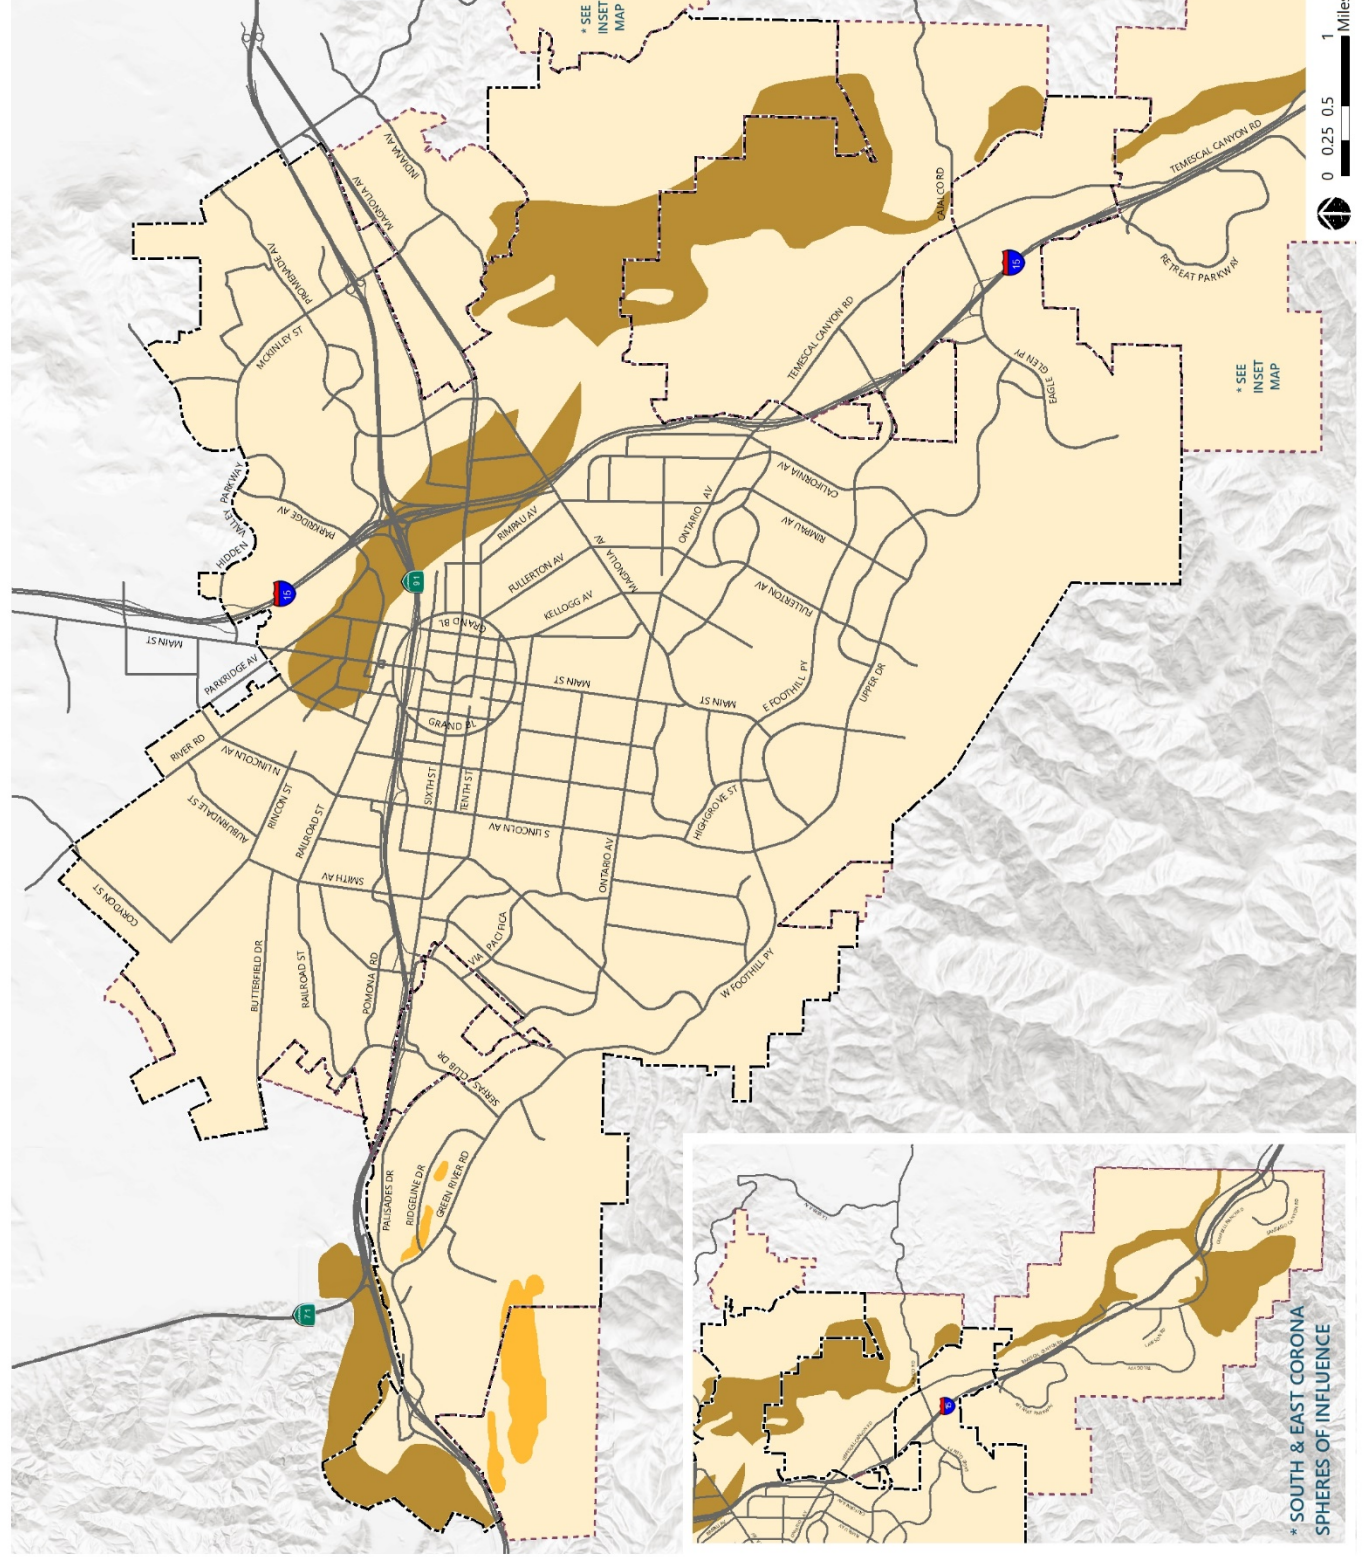 * SEE
INSET
MAP
0 0.25 0.5 1
Miles
INDIANA AV
MAGNOLIA AV
PROMENADE AV
MCKINLEY ST
HIDDEN VALLEY PARKWAY
PARKRIDGE AV
15
MAIN ST
PARKRIDGE AV
RIVER RD
N LINCOLN AV
AUBURNDALE ST
RINCON ST
RAILROAD ST
CORYDON ST
SMITH AV
BUTTERFIELD DR
RAILROAD ST
POMONA RD
91
GRAND BL
GRAND BL
SIXTH ST
TENTH ST
RIMPAU AV
FULLERTON AV
KELLOGG AV
MAGNOLIA AV
ONTARIO AV
CALIFORNIA AV
RIMPAU AV
FULLERTON AV
MAIN ST
MAIN ST
E FOOTHILL PY
UPPER DR
HIGHGROVE ST
S LINCOLN AV
ONTARIO AV
VIA PACIFICA
W FOOTHILL PY
SERFAS CLUB DR
PALISADES DR
RIDGELINE DR
GREEN RIVER RD
71
TEMESCAL CANYON RD
CAJALCO RD
15
EAGLE GLEN PY
TEMESCAL CANYON RD
RETREAT PARKWAY
* SEE
INSET
MAP
15
* SOUTH & EAST CORONA
SPHERES OF INFLUENCE